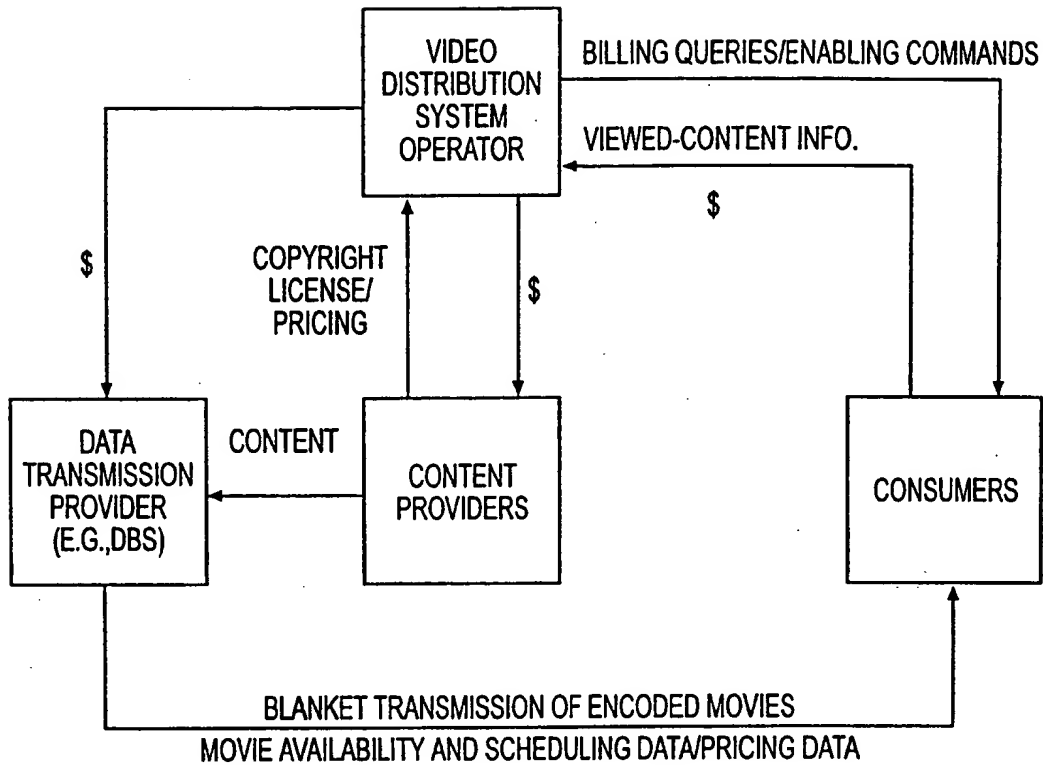 VIDEO
DISTRIBUTION
SYSTEM
OPERATOR
BILLING QUERIES/ENABLING COMMANDS
VIEWED-CONTENT INFO.
$
$
COPYRIGHT
LICENSE/
PRICING
$
DATA
TRANSMISSION
PROVIDER
(E.G.,DBS)
CONTENT
CONTENT
PROVIDERS
CONSUMERS
BLANKET TRANSMISSION OF ENCODED MOVIES
MOVIE AVAILABILITY AND SCHEDULING DATA/PRICING DATA